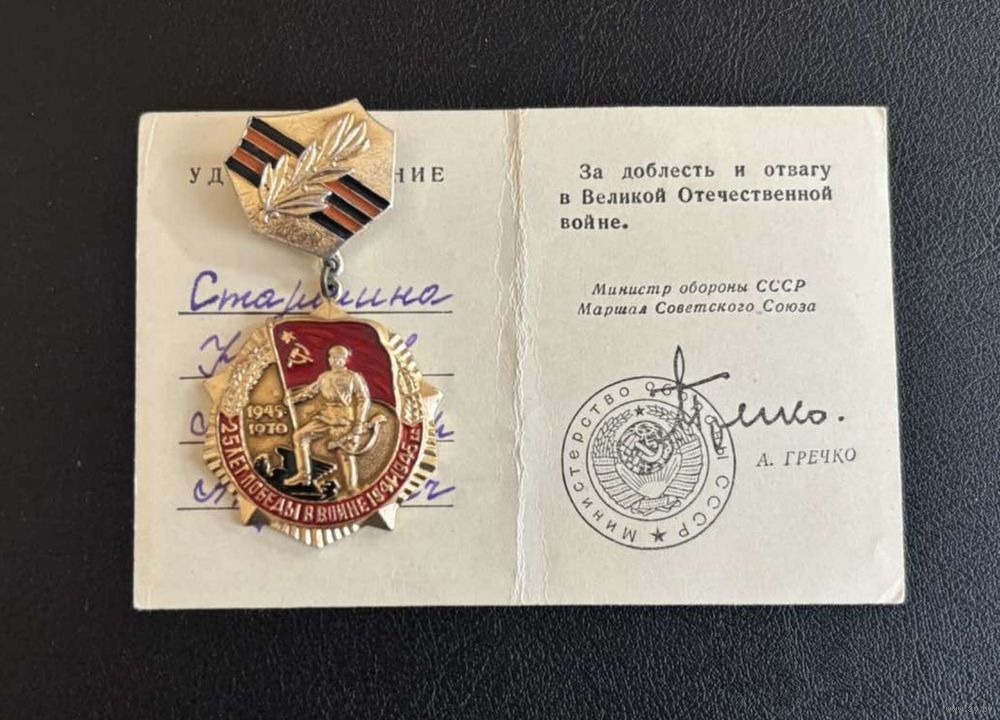 УД НИЕ
За доблесть и отвагу
в Великой Отечественной
войне.
Министр обороны СССР
Маршал Советского Союза
А. ГРЕЧКО
МИНИСТЕРСТВО ОБОРОНЫ СССР
1945-
1970
25 ЛЕТ ПОБЕДЫ В ВОЙНЕ 1941-1945 гг.